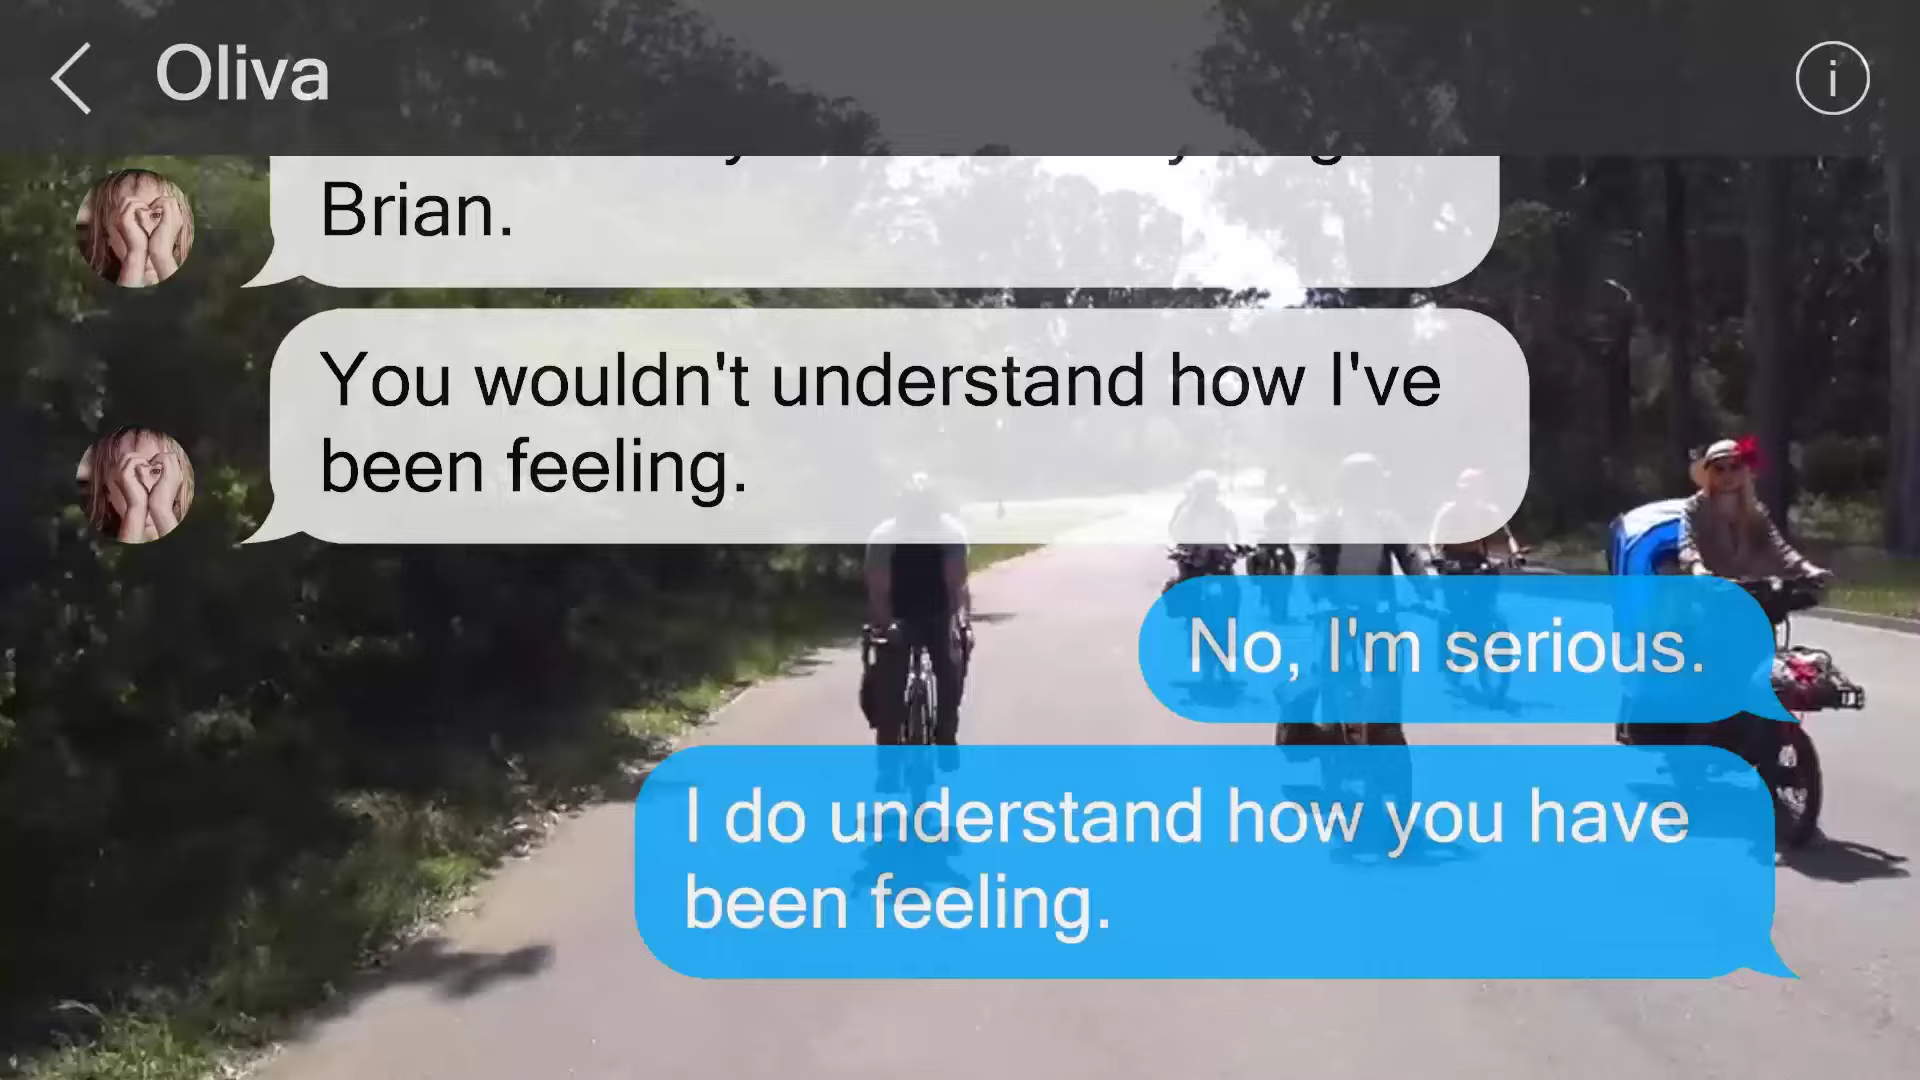 Oliva
Brian.
You wouldn't understand how I've
been feeling.
No, I'm serious.
I do understand how you have
been feeling.